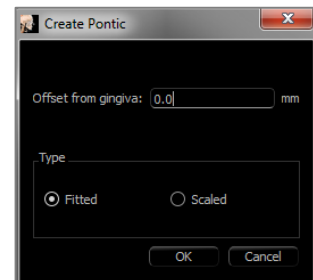 Create Pontic
Offset from gingiva: 0.0 mm
Type
Fitted Scaled
OK Cancel